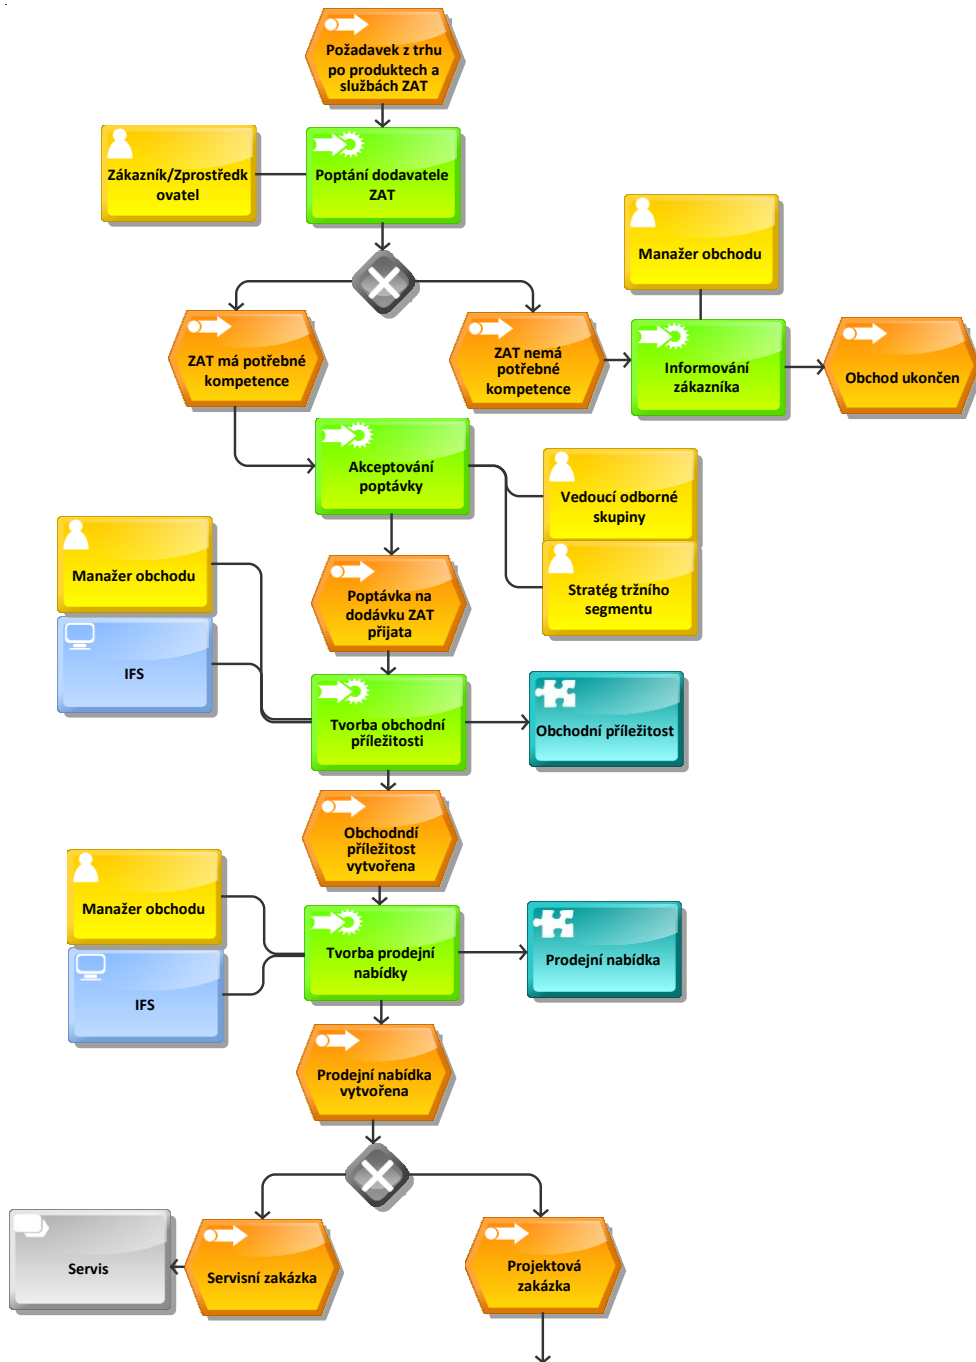 Požadavek z trhu
po produktech a
službách ZAT
Zákazník/Zprostředk
ovatel
Poptání dodavatele
ZAT
Manažer obchodu
ZAT má potřebné
kompetence
ZAT nemá
potřebné
kompetence
Informování
zákazníka
Obchod ukončen
Akceptování
poptávky
Vedoucí odborné
skupiny
Manažer obchodu
Stratég tržního
segmentu
Poptávka na
dodávku ZAT
přijata
IFS
Tvorba obchodní
příležitosti
Obchodní příležitost
Obchodndí
příležitost
vytvořena
Manažer obchodu
IFS
Tvorba prodejní
nabídky
Prodejní nabídka
Prodejní nabídka
vytvořena
Servis
Servisní zakázka
Projektová
zakázka